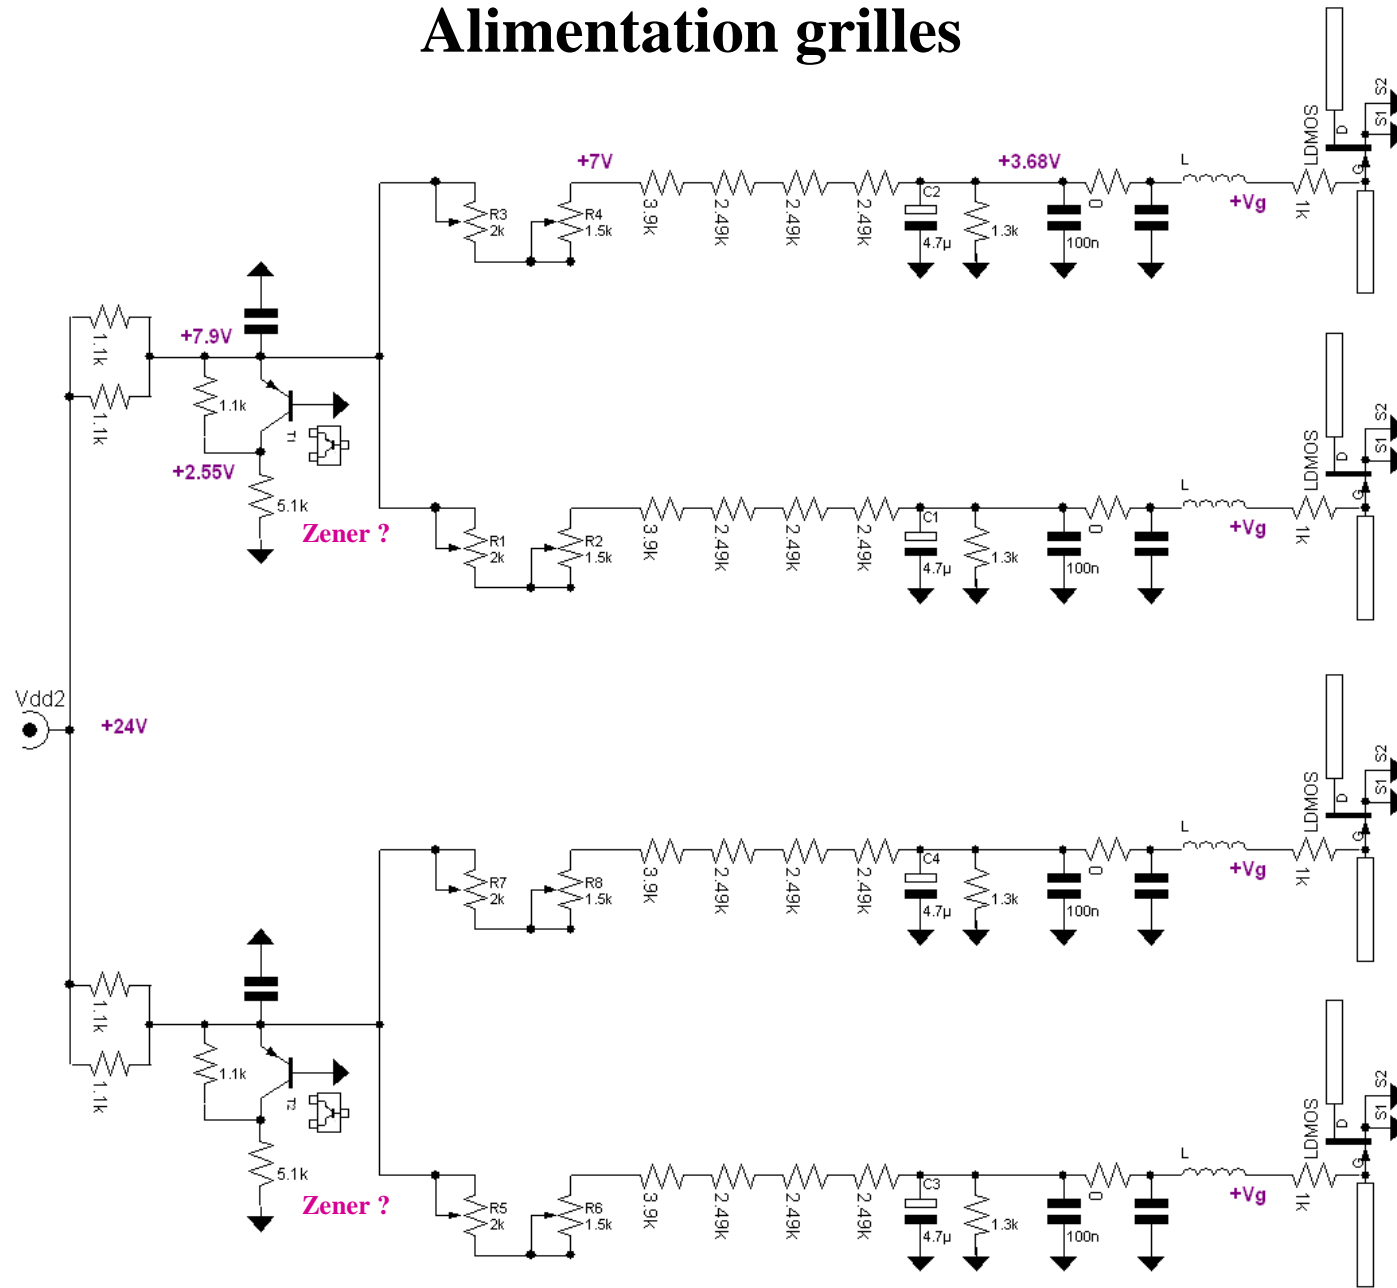 Alimentation grilles
+7V
+3.68V
R3
2k
R4
1.5k
3.9k
2.49k
2.49k
2.49k
C2
4.7µ
1.3k
100n
0
L
+Vg
1k
LDMOS
D
G
S1
S2
1.1k
1.1k
+7.9V
1.1k
T1
+2.55V
5.1k
Zener ?
R1
2k
R2
1.5k
3.9k
2.49k
2.49k
2.49k
C1
4.7µ
1.3k
100n
0
L
+Vg
1k
LDMOS
D
G
S1
S2
Vdd2
+24V
R7
2k
R8
1.5k
3.9k
2.49k
2.49k
2.49k
C4
4.7µ
1.3k
100n
0
L
+Vg
1k
LDMOS
D
G
S1
S2
1.1k
1.1k
1.1k
T2
5.1k
Zener ?
R5
2k
R6
1.5k
3.9k
2.49k
2.49k
2.49k
C3
4.7µ
1.3k
100n
0
L
+Vg
1k
LDMOS
D
G
S1
S2